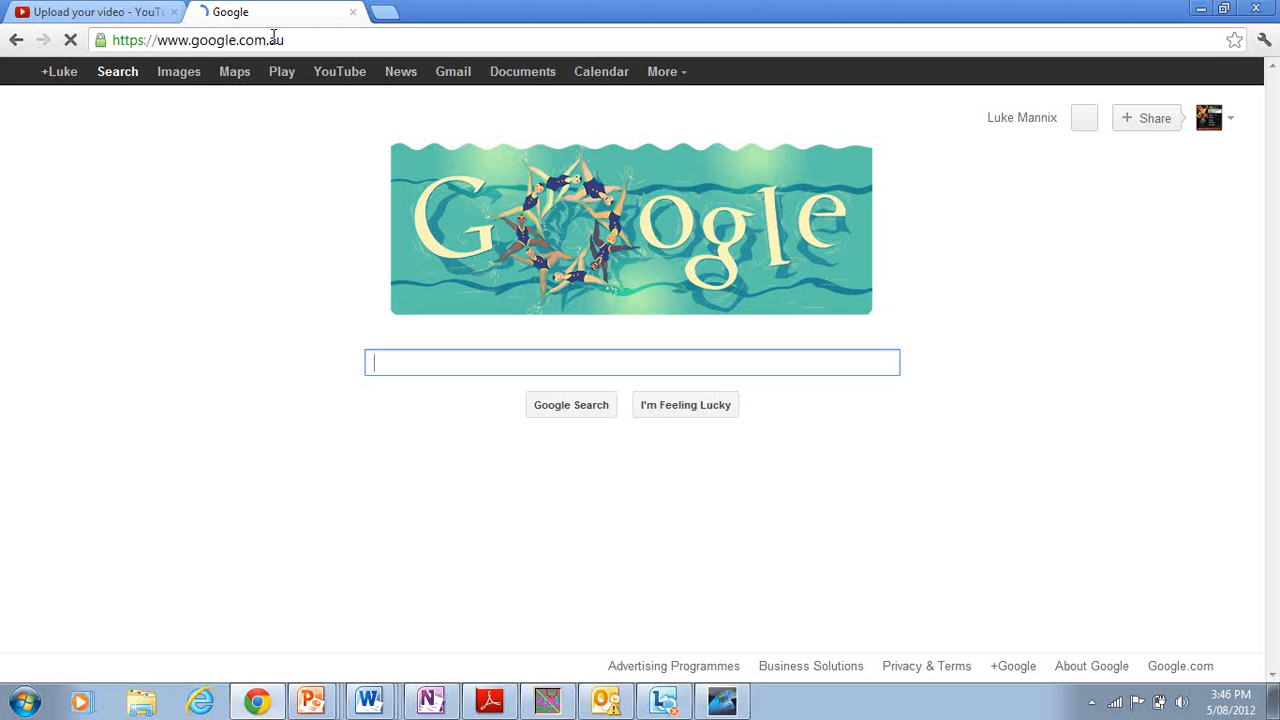 Upload your video - YouTu
Google
https://www.google.com.au
+Luke Search Images Maps Play YouTube News Gmail Documents Calendar More
Luke Mannix + Share
Google
Google Search I'm Feeling Lucky
Advertising Programmes Business Solutions Privacy & Terms +Google About Google Google.com
3:46 PM
5/08/2012